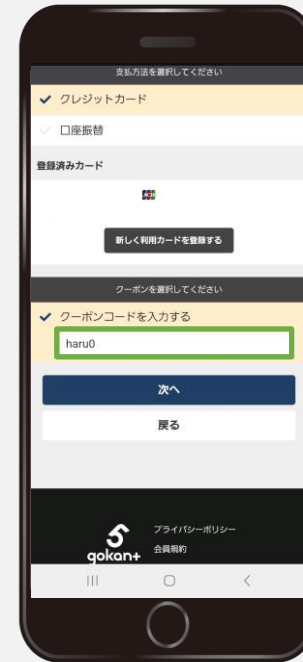 支払方法を選択してください
クレジットカード
口座振替
登録済みカード
JCB
新しく利用カードを登録する
クーポンを選択してください
クーポンコードを入力する
haru0
次へ
戻る
gokan+
プライバシーポリシー
会員規約